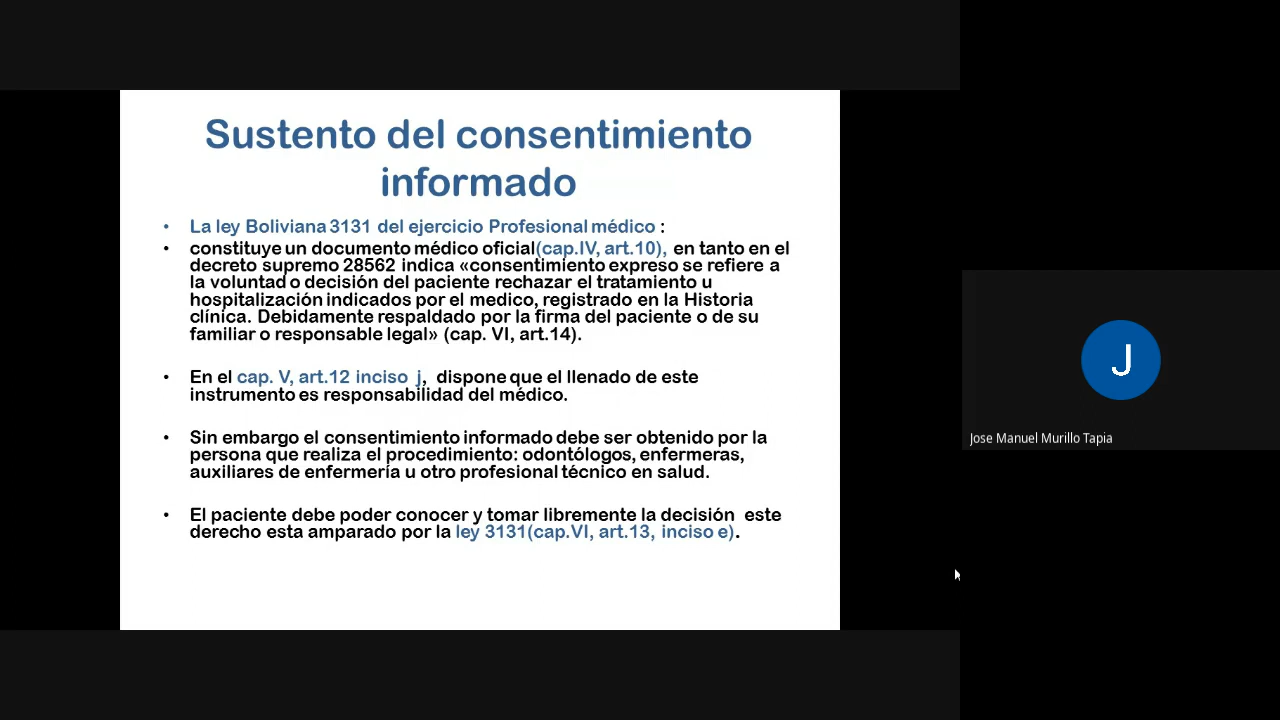 Sustento del consentimiento
informado
• La ley Boliviana 3131 del ejercicio Profesional médico :
• constituye un documento médico oficial(cap.IV, art.10), en tanto en el
decreto supremo 28562 indica «consentimiento expreso se refiere a
la voluntad o decisión del paciente rechazar el tratamiento u
hospitalización indicados por el medico, registrado en la Historia
clínica. Debidamente respaldado por la firma del paciente o de su
familiar o responsable legal» (cap. VI, art.14).
• En el cap. V, art.12 inciso j, dispone que el llenado de este
instrumento es responsabilidad del médico.
• Sin embargo el consentimiento informado debe ser obtenido por la
persona que realiza el procedimiento: odontólogos, enfermeras,
auxiliares de enfermería u otro profesional técnico en salud.
• El paciente debe poder conocer y tomar libremente la decisión este
derecho esta amparado por la ley 3131(cap.VI, art.13, inciso e).
J
Jose Manuel Murillo Tapia